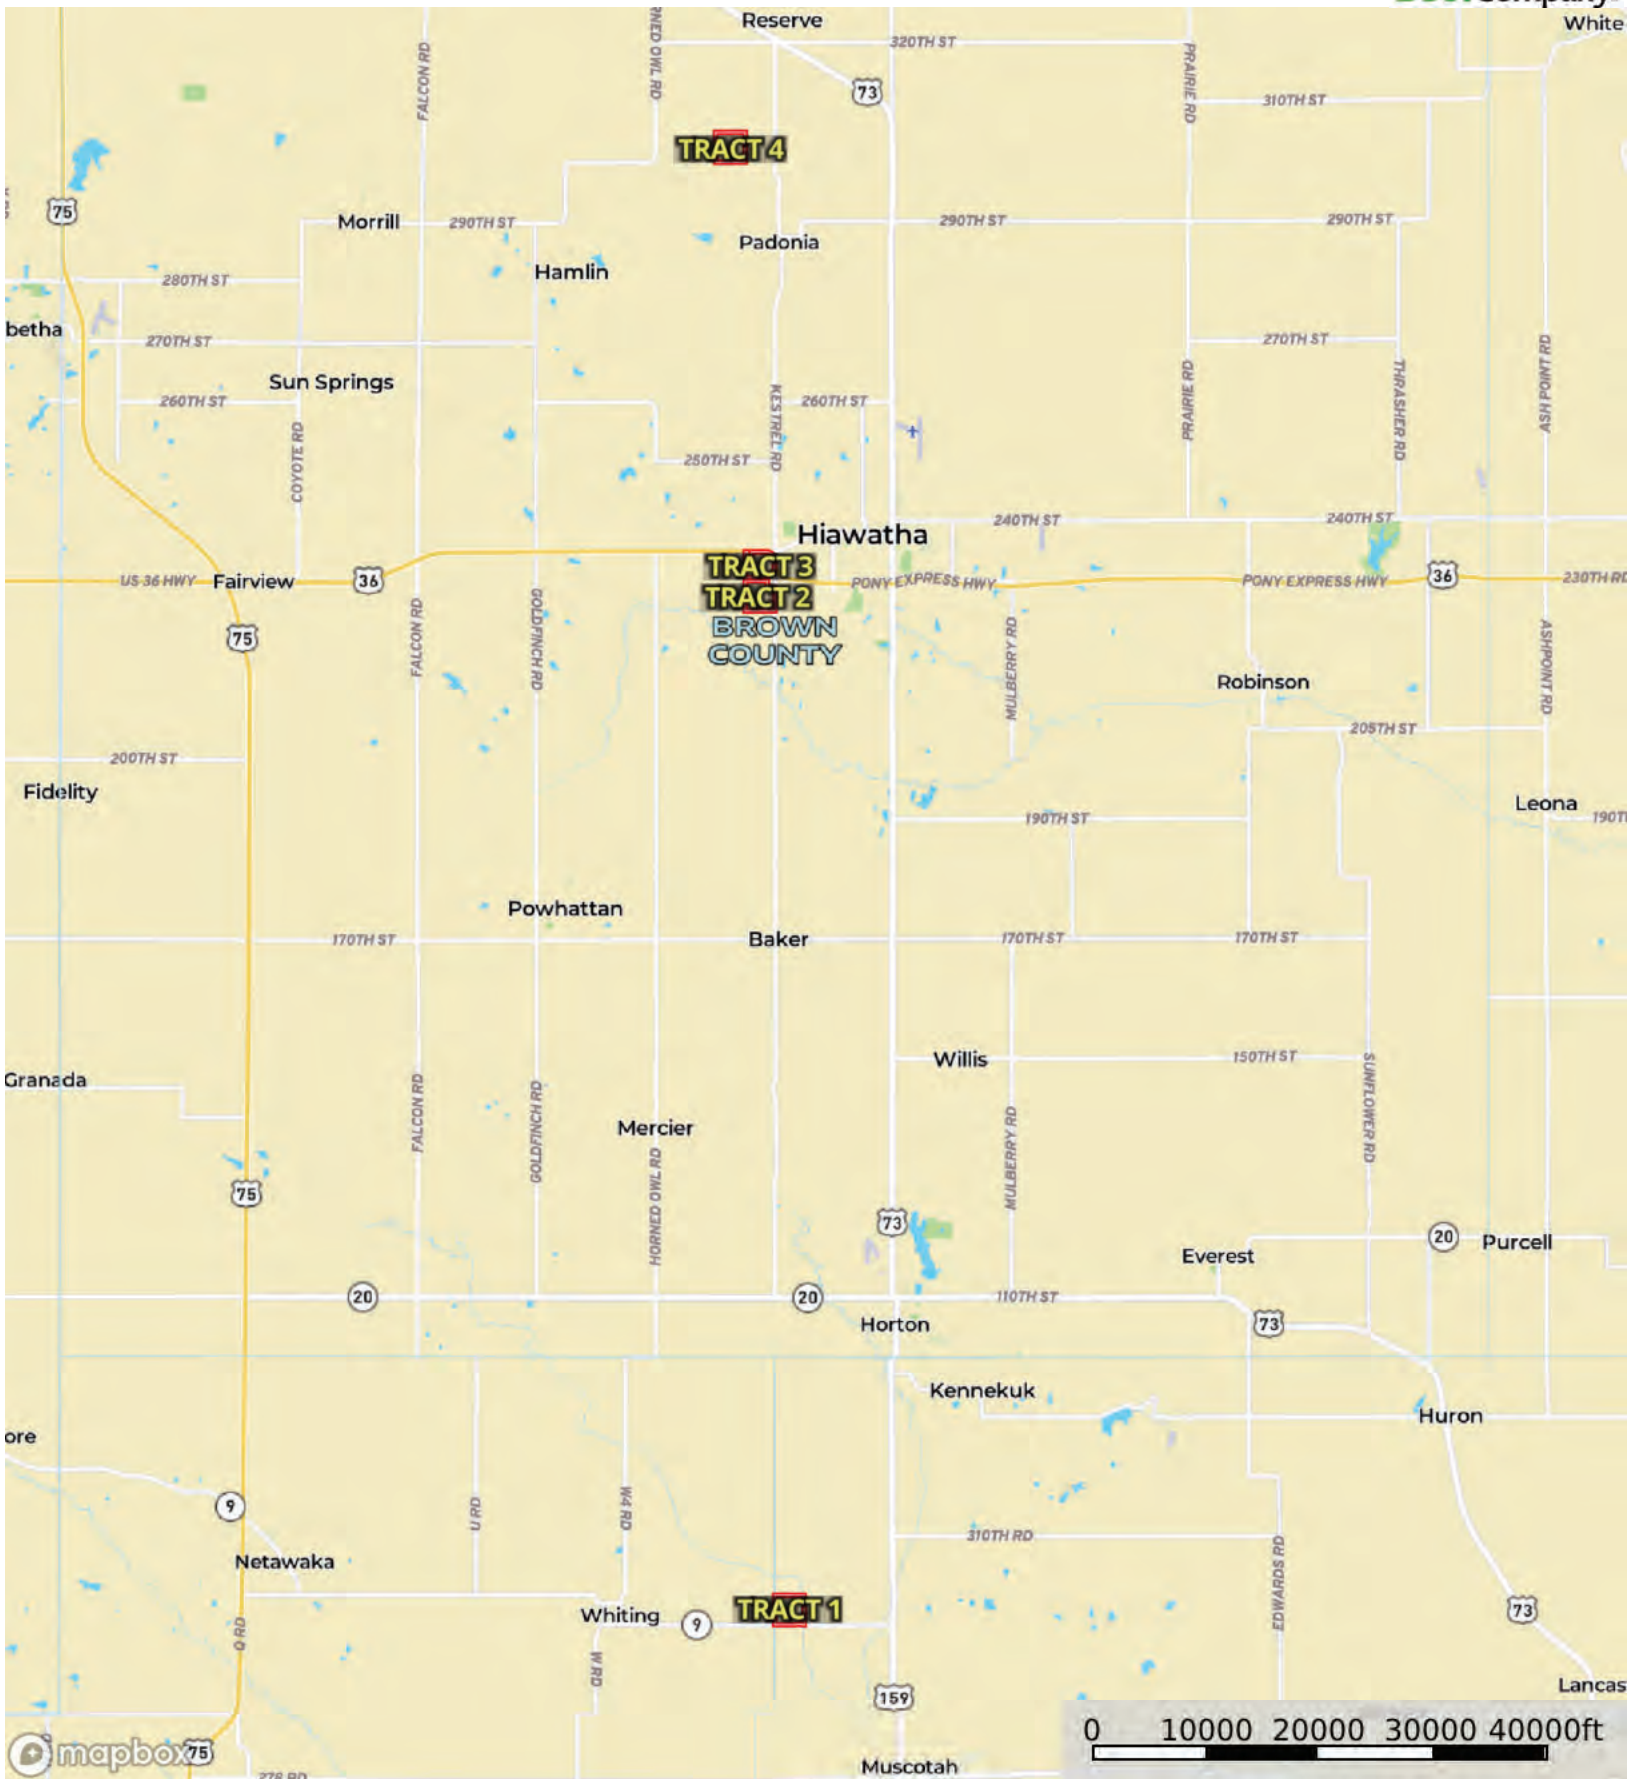 Company
Reserve
White
320TH ST
73
310TH ST
FALCON RD
RNED OWL RD
PRAIRIE RD
TRACT 4
75
Morrill
290TH ST
290TH ST
290TH ST
Padonia
Hamlin
280TH ST
betha
270TH ST
270TH ST
Sun Springs
260TH ST
260TH ST
COYOTE RD
KESTREL RD
PRAIRIE RD
THRASHER RD
ASH POINT RD
250TH ST
Hiawatha
240TH ST
240TH ST
TRACT 3
US 36 HWY
Fairview
36
PONY EXPRESS HWY
PONY EXPRESS HWY
36
230TH RD
TRACT 2
BROWN
COUNTY
75
FALCON RD
GOLDFINCH RD
MULBERRY RD
ASHPOINT RD
Robinson
205TH ST
200TH ST
Fidelity
Leona
190TH ST
190T
Powhattan
170TH ST
Baker
170TH ST
170TH ST
Willis
150TH ST
Granada
FALCON RD
GOLDFINCH RD
Mercier
HORNED OWL RD
MULBERRY RD
SUNFLOWER RD
75
73
20
Purcell
Everest
20
20
110TH ST
Horton
73
Kennekuk
Huron
ore
9
U RD
W4 RD
310TH RD
EDWARDS RD
Netawaka
Whiting
9
TRACT 1
73
Q RD
W RD
159
Lancas
0 10000 20000 30000 40000ft
mapbox
75
Muscotah